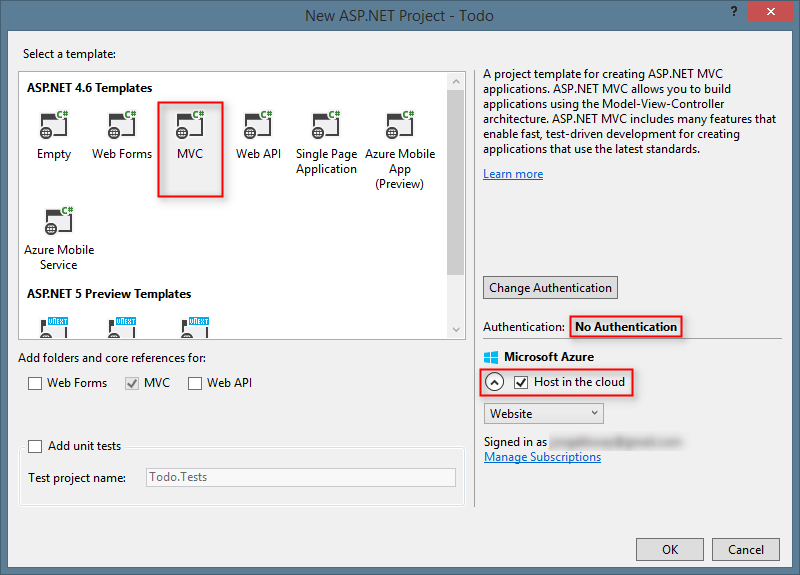 New ASP.NET Project - Todo
?
Select a template:
ASP.NET 4.6 Templates
C# C# C# C# C# C#
Empty Web Forms MVC Web API Single Page Application Azure Mobile App (Preview)
C#
Azure Mobile Service
ASP.NET 5 Preview Templates
vNEXT vNEXT vNEXT
Add folders and core references for:
Web Forms MVC Web API
Add unit tests
Test project name: Todo.Tests
A project template for creating ASP.NET MVC
applications. ASP.NET MVC allows you to build
applications using the Model-View-Controller
architecture. ASP.NET MVC includes many features that
enable fast, test-driven development for creating
applications that use the latest standards.
Learn more
Change Authentication
Authentication: No Authentication
Microsoft Azure
Host in the cloud
Website
Signed in as
Manage Subscriptions
OK Cancel